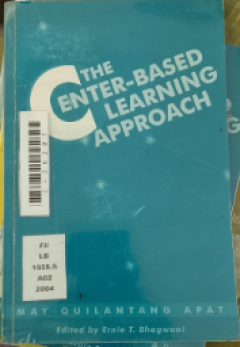 THE
CENTER-BASED
LEARNING
APPROACH
Fil
LB
1028.5
A62
2004
MAY QUILANTANG APAT
Edited by Ernie T. Bhagwani